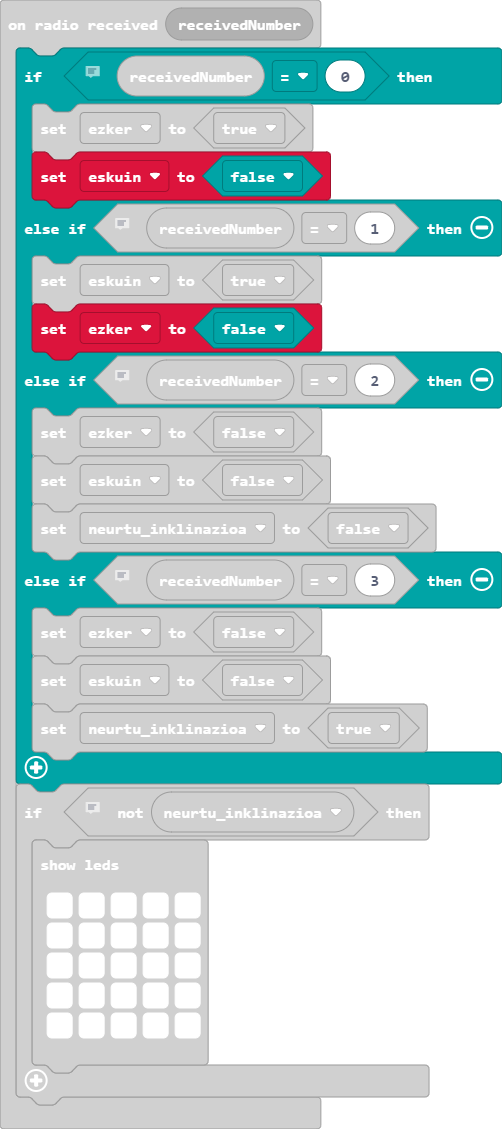 on radio received receivedNumber
if receivedNumber = 0 then
set ezker to true
set eskuin to false
else if receivedNumber = 1 then
set eskuin to true
set ezker to false
else if receivedNumber = 2 then
set ezker to false
set eskuin to false
set neurtu_inklinazioa to false
else if receivedNumber = 3 then
set ezker to false
set eskuin to false
set neurtu_inklinazioa to true
if not neurtu_inklinazioa then
show leds